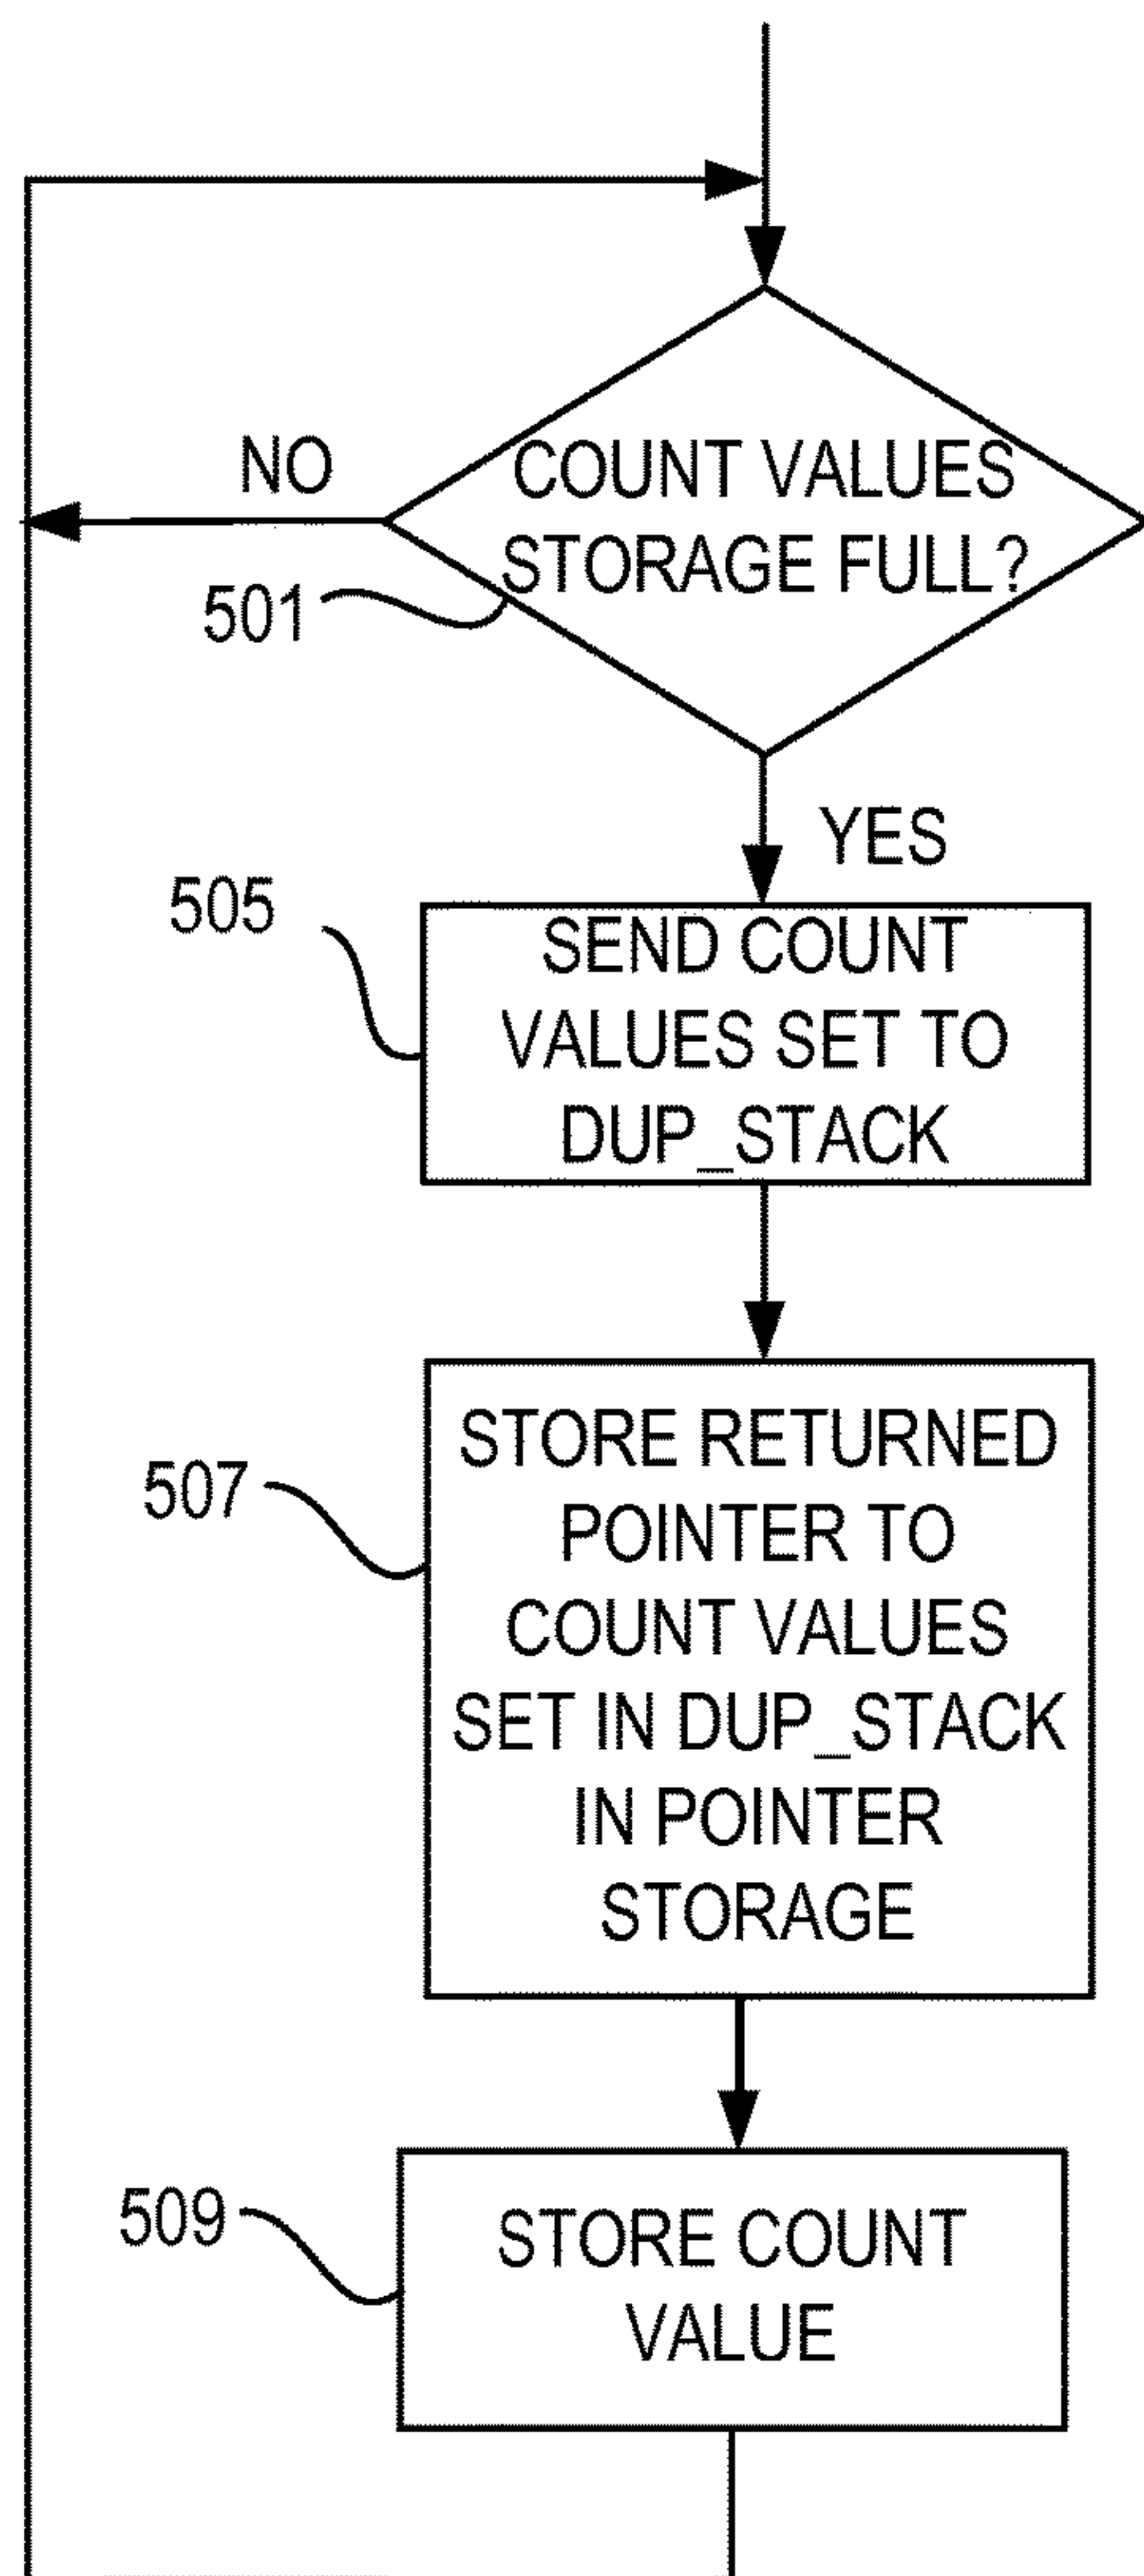 NO
COUNT VALUES
STORAGE FULL?
501
YES
505
SEND COUNT
VALUES SET TO
DUP_STACK
507
STORE RETURNED
POINTER TO
COUNT VALUES
SET IN DUP_STACK
IN POINTER
STORAGE
509
STORE COUNT
VALUE